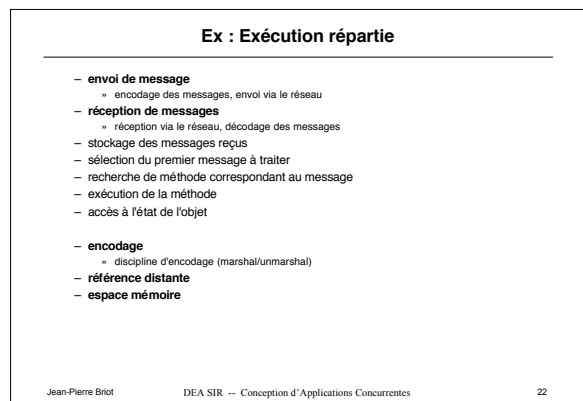 Ex : Exécution répartie
– envoi de message
» encodage des messages, envoi via le réseau
– réception de messages
» réception via le réseau, décodage des messages
– stockage des messages reçus
– sélection du premier message à traiter
– recherche de méthode correspondant au message
– exécution de la méthode
– accès à l'état de l'objet
– encodage
» discipline d'encodage (marshal/unmarshal)
– référence distante
– espace mémoire
Jean-Pierre Briot DEA SIR -- Conception d'Applications Concurrentes 22